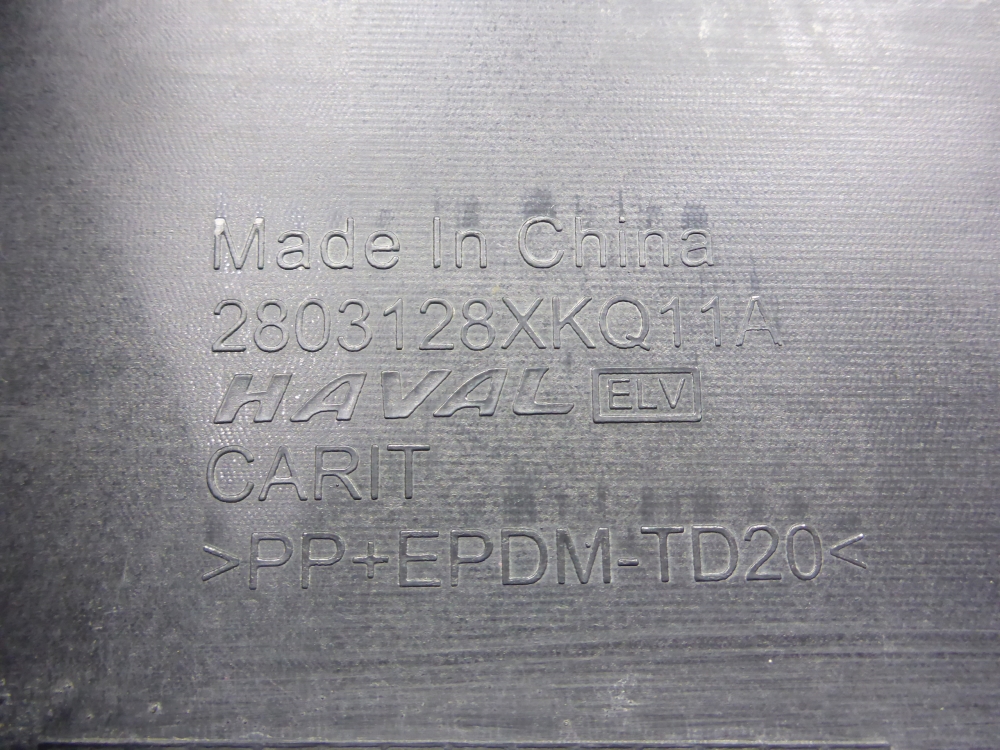 Made In China
2803128XKQ11A
HAVAL ELV
CARIT
>PP+EPDM-TD20<